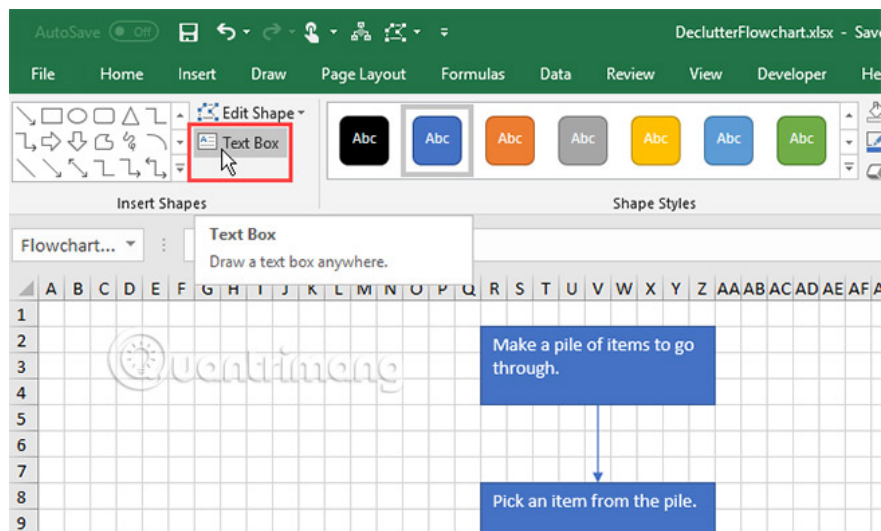 AutoSave Off DeclutterFlowchart.xlsx - Save
File Home Insert Draw Page Layout Formulas Data Review View Developer He
Edit Shape
Text Box
Abc Abc Abc Abc Abc Abc Abc
Insert Shapes Shape Styles
Flowchart...
Text Box
Draw a text box anywhere.
A B C D E F G H I J K L M N O P Q R S T U V W X Y Z AA AB AC AD AE AF A
1
2
3
4
5
6
7
8
9
Quantrimang
Make a pile of items to go
through.
Pick an item from the pile.